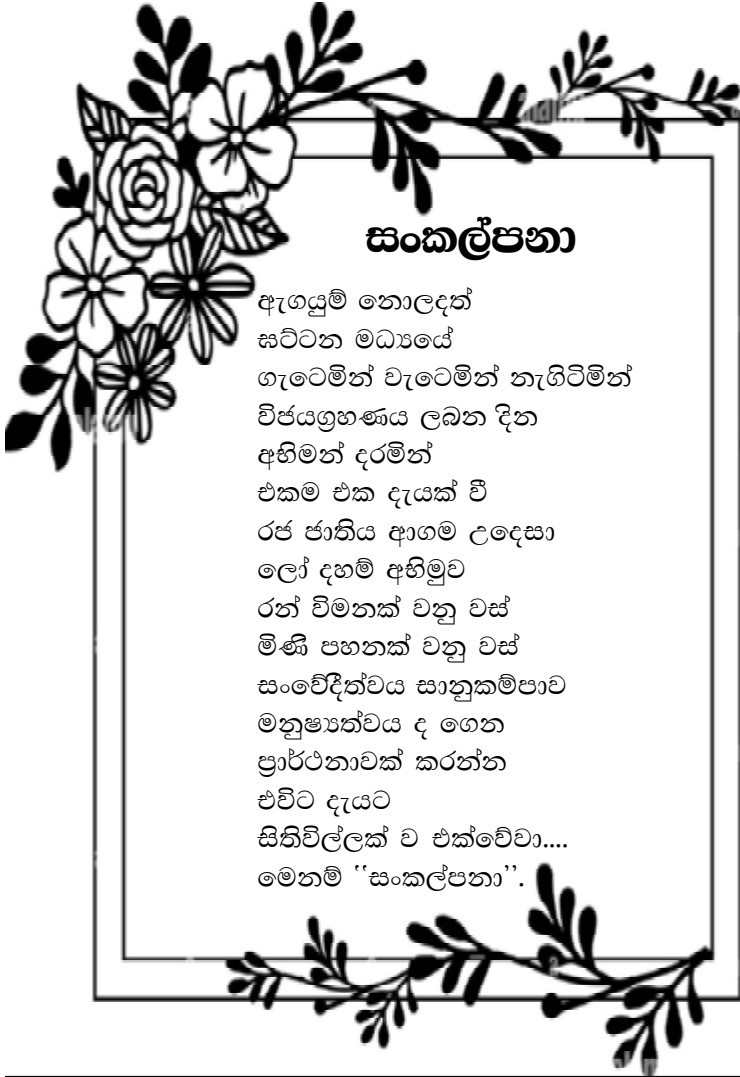 සංකල්පනා
ඇගයුම් නොලදත්
ඝට්ටන මධ්‍යයේ
ගැටෙමින් වැටෙමින් නැගිටිමින්
විජයග්‍රහණය ලබන දින
අභිමන් දරමින්
එකම එක දැයක් වී
රජ ජාතිය ආගම උදෙසා
ලෝ දහම් අභිමුව
රන් විමනක් වනු වස්
මිණි පහනක් වනු වස්
සංවේදීත්වය සානුකම්පාව
මනුෂ්‍යත්වය ද ගෙන
ප්‍රාර්ථනාවක් කරන්න
එවිට දැයට
සිතිවිල්ලක් ව එක්වේවා....
මෙනම් ‘‘සංකල්පනා’’.